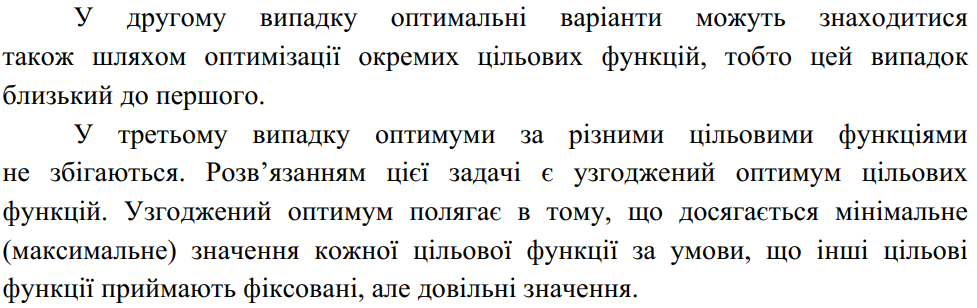 У другому випадку оптимальні варіанти можуть знаходитися
також шляхом оптимізації окремих цільових функцій, тобто цей випадок
близький до першого.
У третьому випадку оптимуми за різними цільовими функціями
не збігаються. Розв’язанням цієї задачі є узгоджений оптимум цільових
функцій. Узгоджений оптимум полягає в тому, що досягається мінімальне
(максимальне) значення кожної цільової функції за умови, що інші цільові
функції приймають фіксовані, але довільні значення.